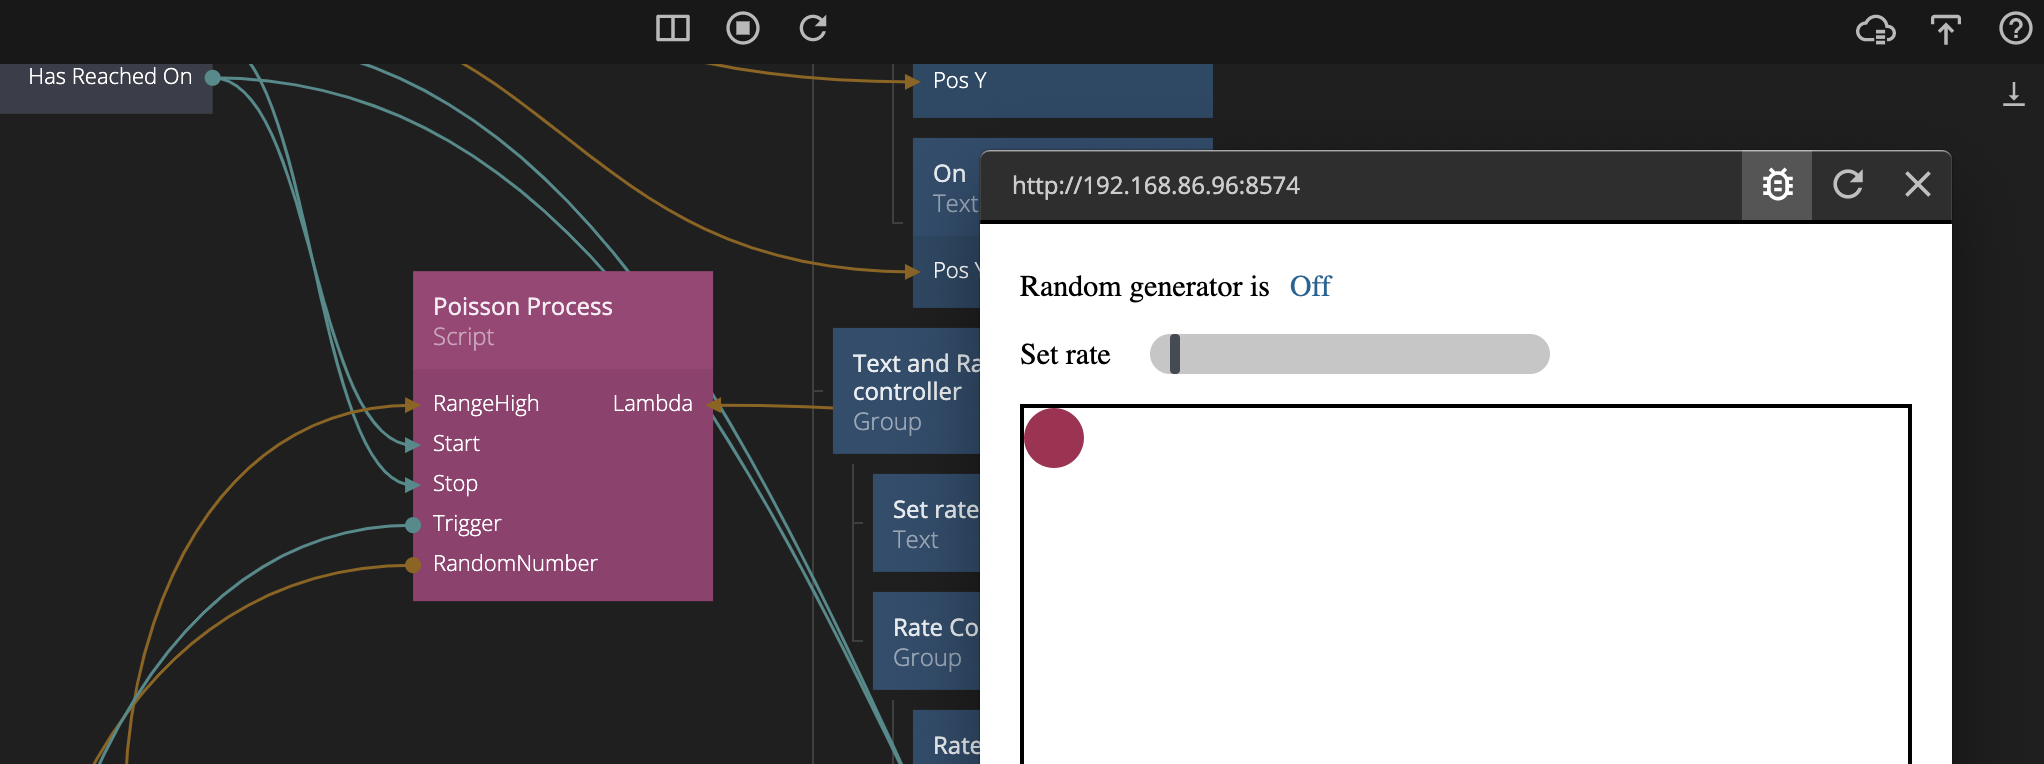 Has Reached On
Pos Y
On
Text
Pos Y
Poisson Process
Script
RangeHigh
Lambda
Start
Stop
Trigger
RandomNumber
Text and Ra
controller
Group
Set rate
Text
Rate Co
Group
Rate
http://192.168.86.96:8574
Random generator is Off
Set rate